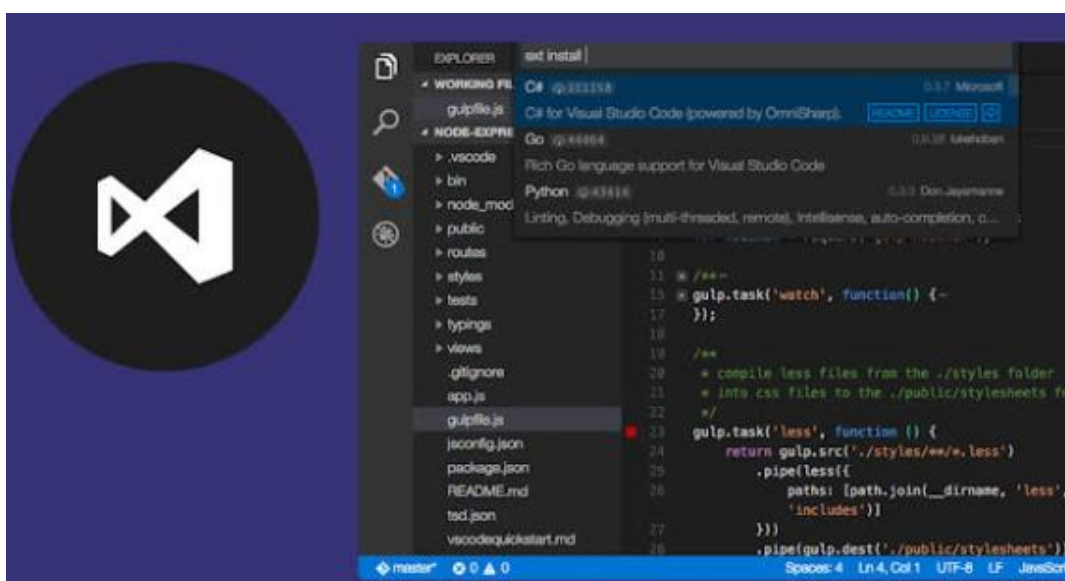 EXPLORER
ext install
WORKING FIL
C#
0.3.7 Microsoft
gulpfile.js
C# for Visual Studio Code (powered by OmniSharp).
README
LICENSE
NODE-EXPRE
Go
lukehoban
.vscode
Rich Go language support for Visual Studio Code
bin
Python
Don Jayamanne
node_mod
Linting, Debugging (multi-threaded, remote), Intellisense, auto-completion, c...
public
routes
10
styles
11 /**
tests
15 gulp.task('watch', function() {
typings
17 });
views
18
19 /**
.gitignore
20 * compile less files from the ./styles folder
app.js
21 * into css files to the ./public/stylesheets fo
gulpfile.js
22 */
23 gulp.task('less', function () {
jsconfig.json
24 return gulp.src('./styles/**/*.less')
package.json
25 .pipe(less({
README.md
26 paths: [path.join(__dirname, 'less',
tsd.json
'includes')]
27 }))
vscodequickstart.md
28 .pipe(gulp.dest('./public/stylesheets'))
master* 0 0 Spaces: 4 Ln 4, Col 1 UTF-8 LF JavaScri